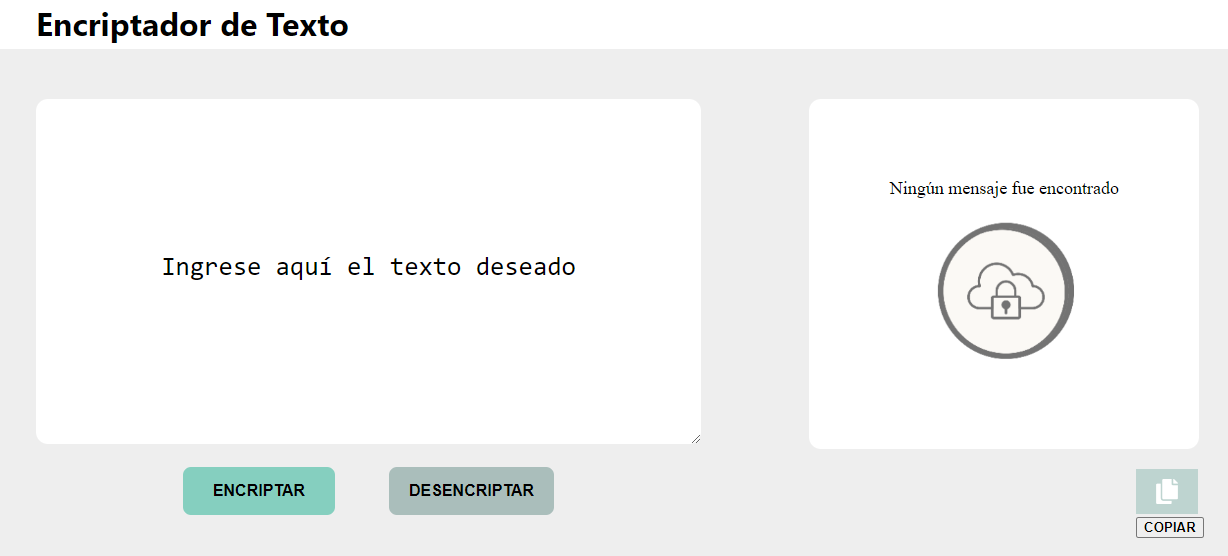 Encriptador de Texto
Ingrese aquí el texto deseado
Ningún mensaje fue encontrado
ENCRIPTAR
DESENCRIPTAR
COPIAR